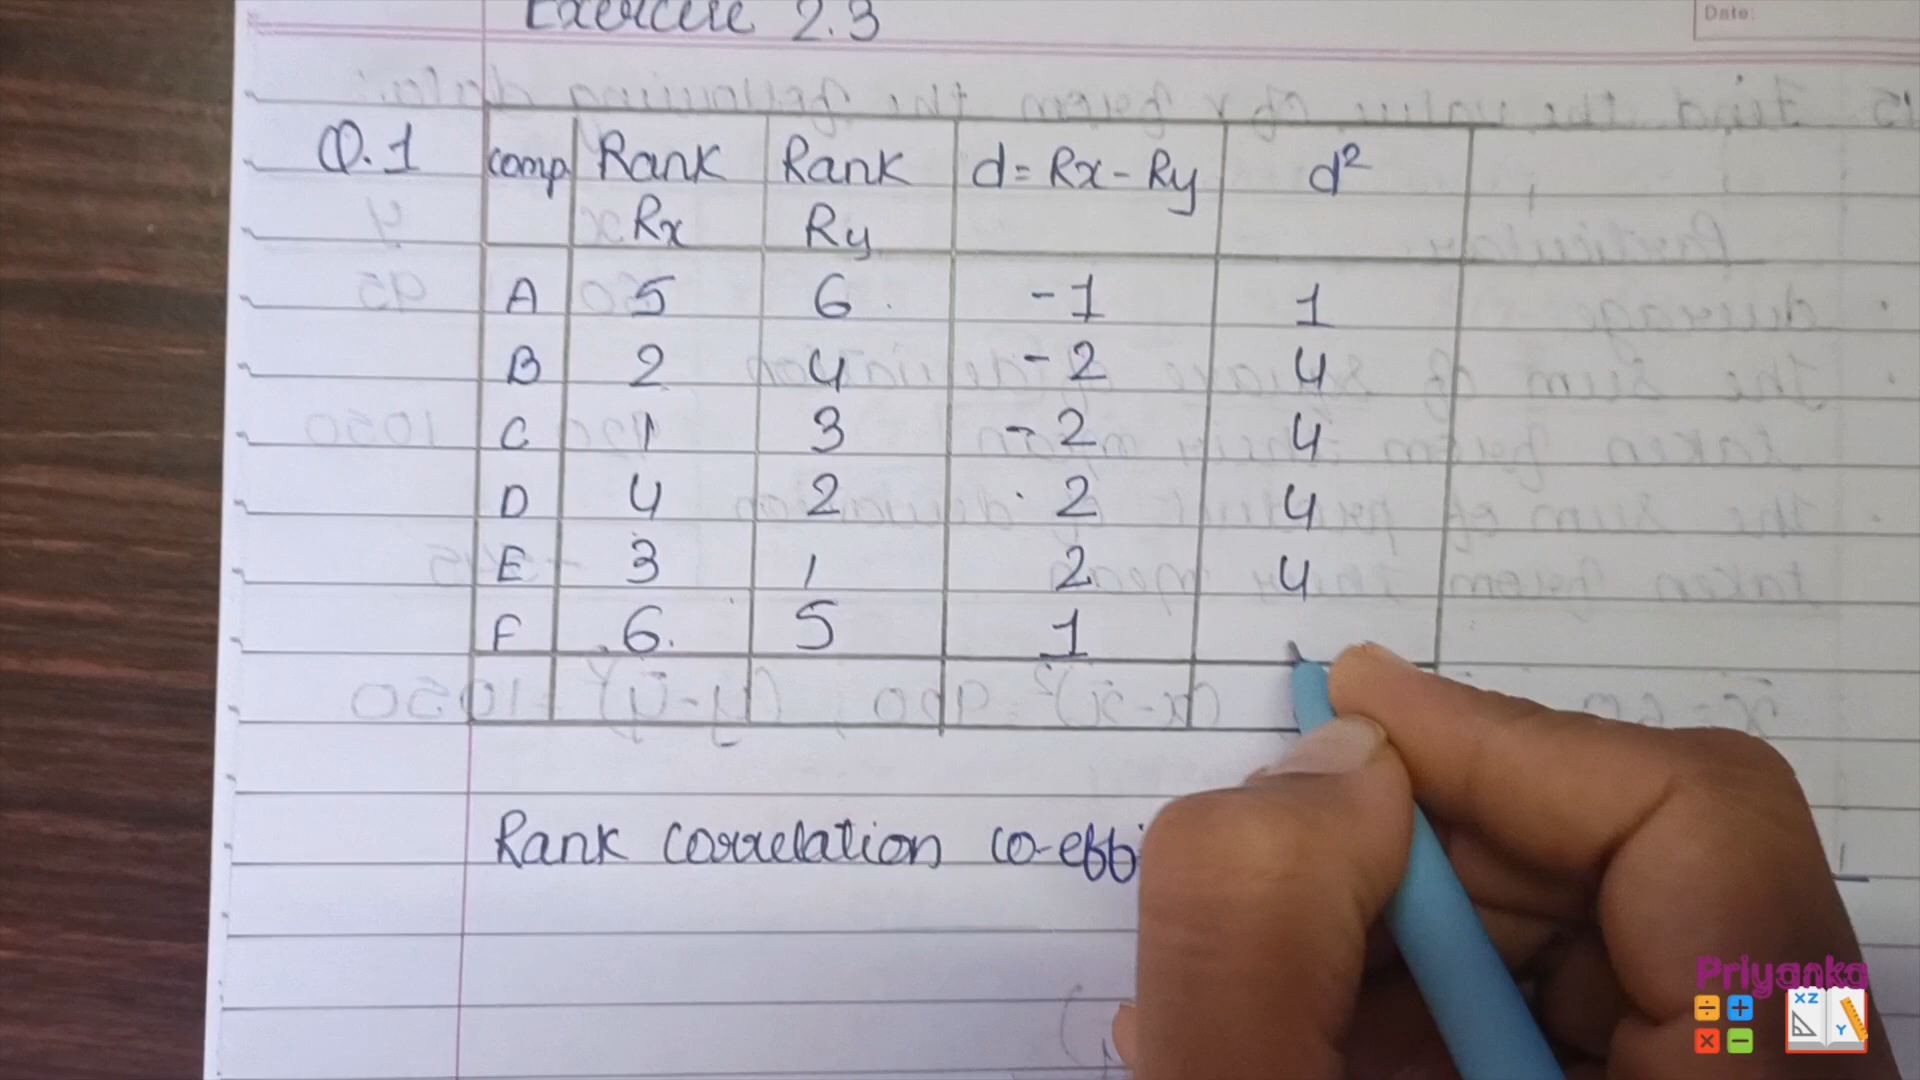 Exercise 2.3
Date:
Q.1 comp Rank Rank d = Rx - Ry d²
Rx Ry
A 5 6 -1 1
B 2 4 -2 4
C 1 3 -2 4
D 4 2 2 4
E 3 1 2 4
F 6 5 1
Rank correlation co-effi
Priyanka
XZ
Y